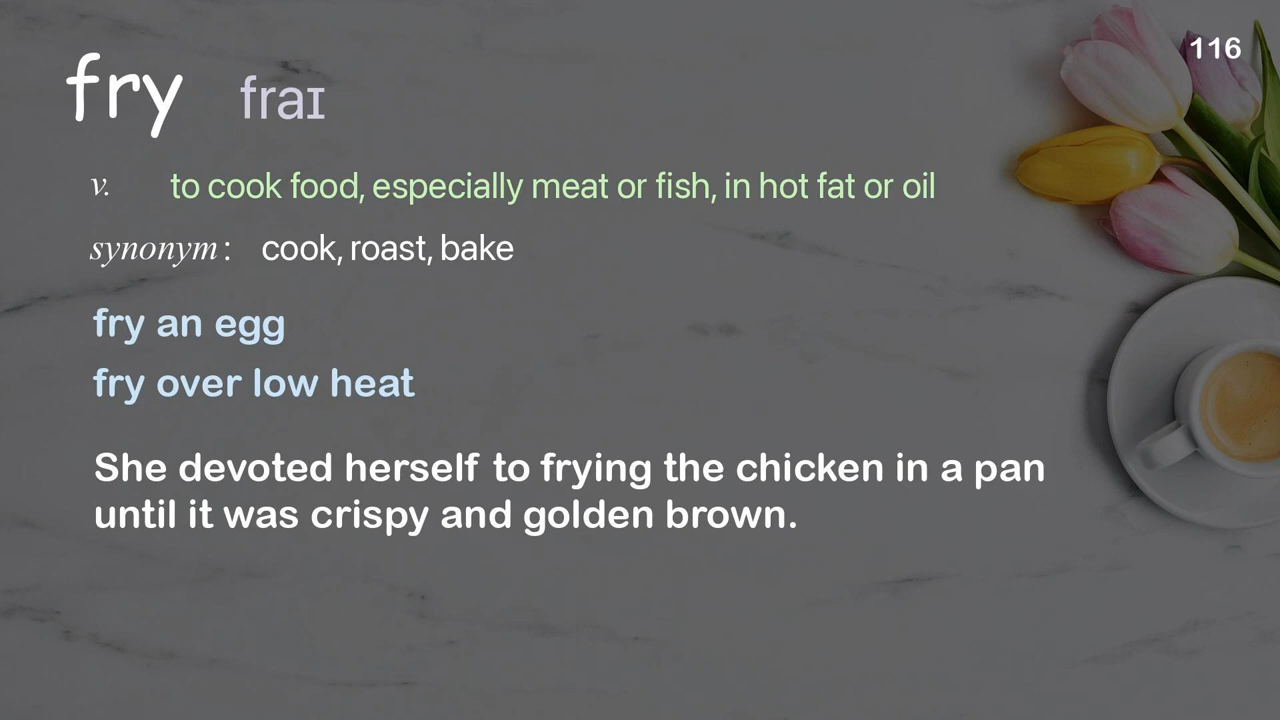 116
fry fraɪ
v. to cook food, especially meat or fish, in hot fat or oil
synonym: cook, roast, bake
fry an egg
fry over low heat
She devoted herself to frying the chicken in a pan
until it was crispy and golden brown.